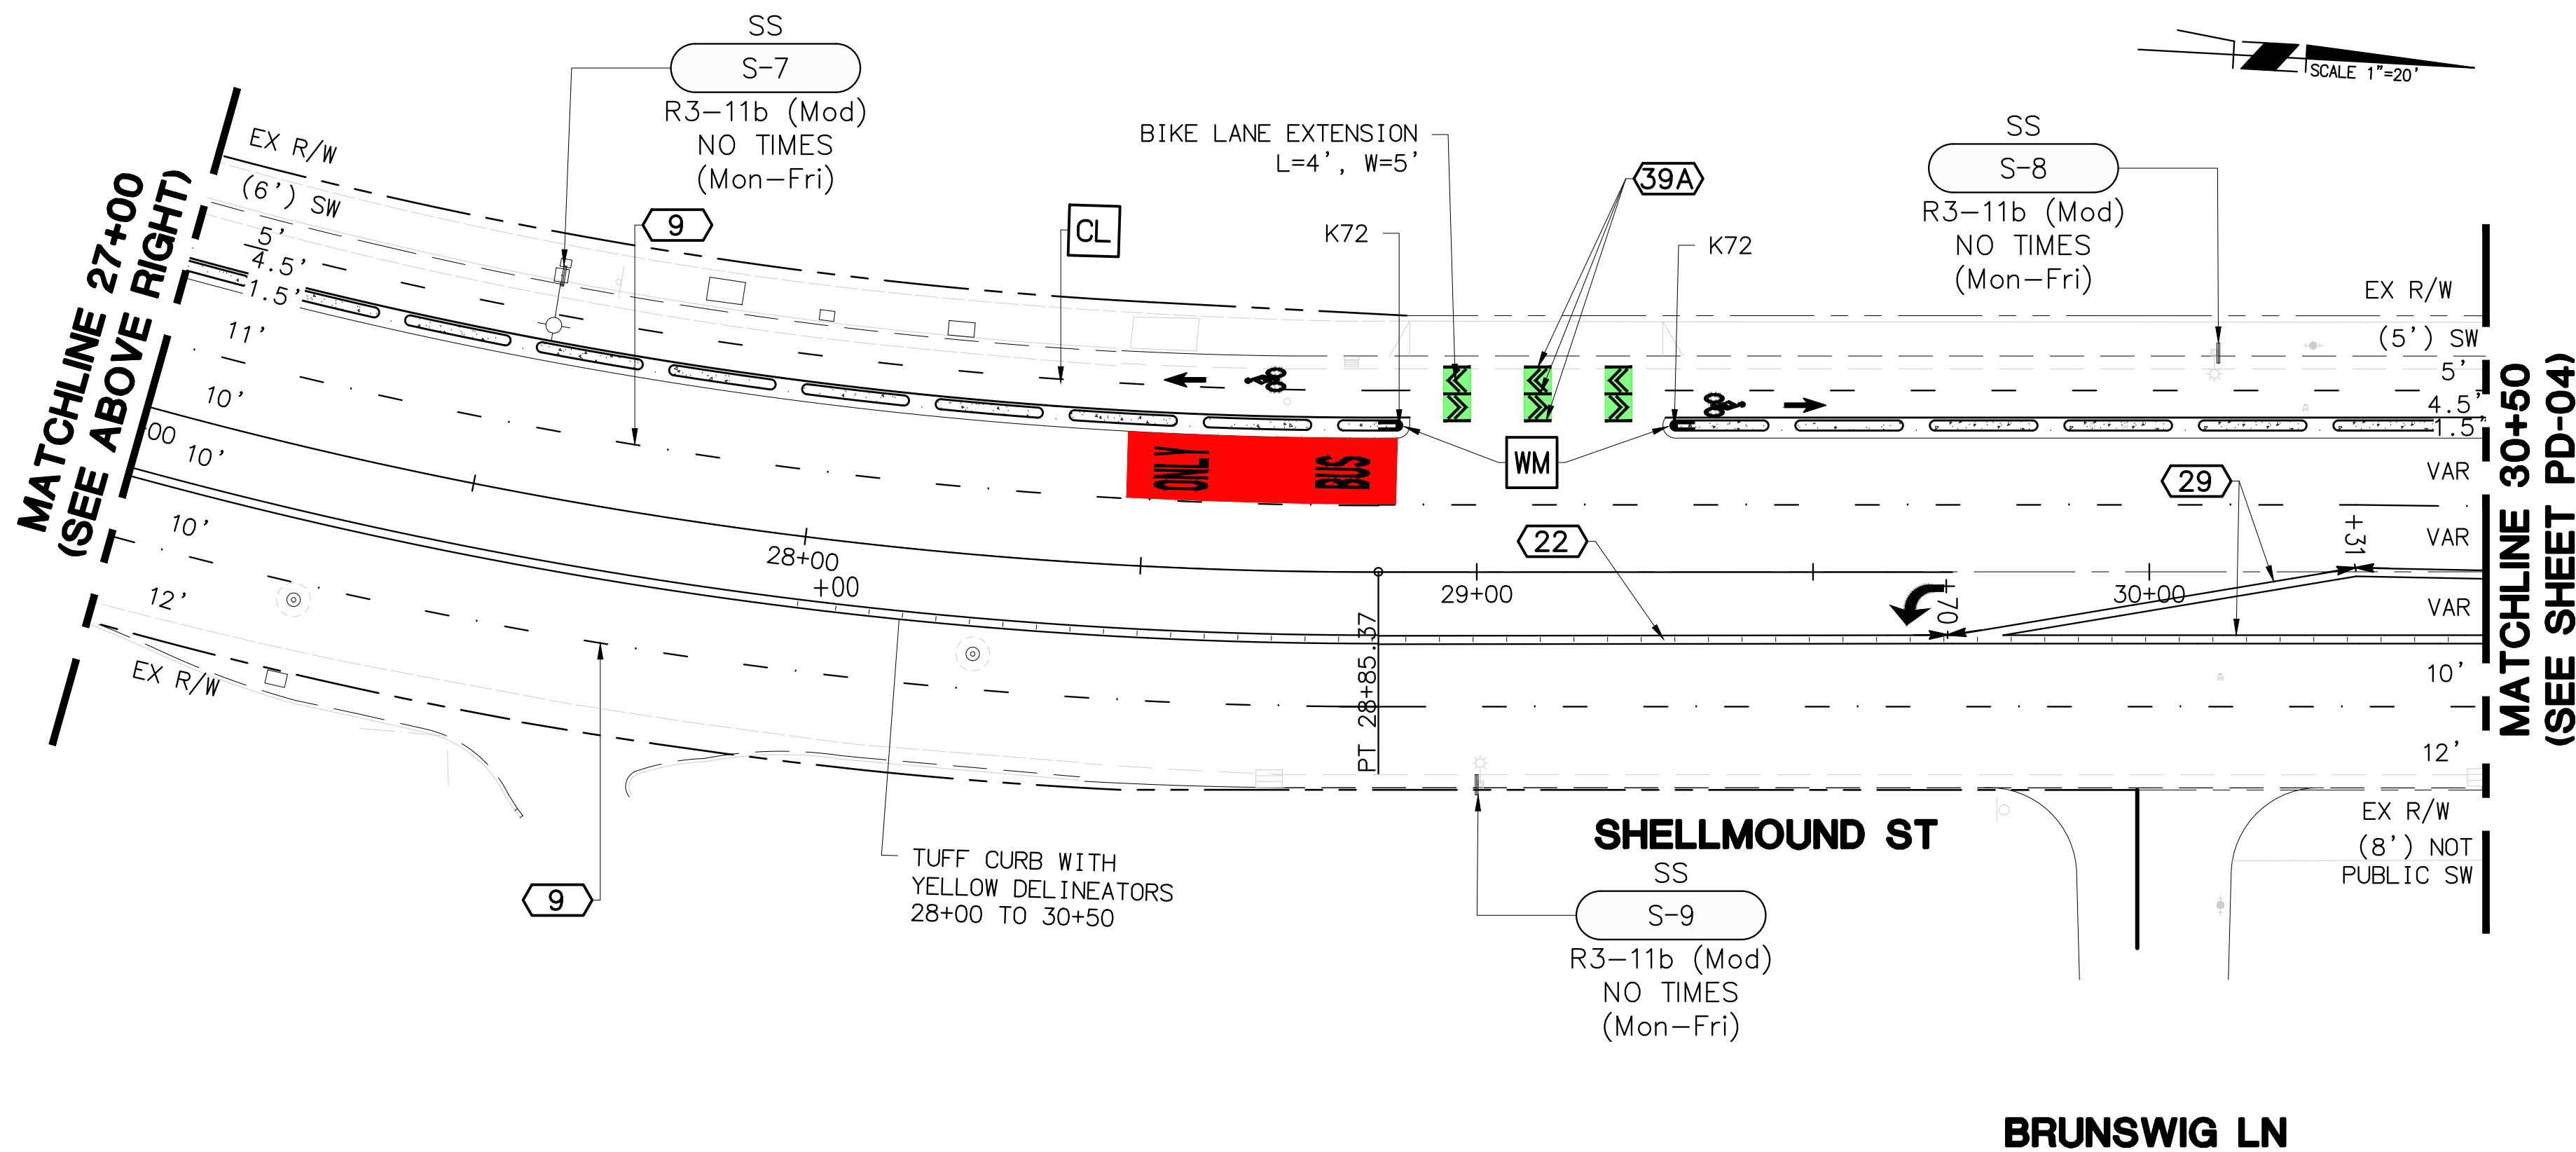 SS
S-7
R3-11b (Mod)
NO TIMES
(Mon-Fri)
SCALE 1"=20'
BIKE LANE EXTENSION
L=4', W=5'
39A
SS
S-8
R3-11b (Mod)
NO TIMES
(Mon-Fri)
MATCHLINE 27+00
(SEE ABOVE RIGHT)
EX R/W
(6') SW
5'
4.5'
1.5'
11'
10'
00
10'
10'
12'
EX R/W
9
CL
K72
K72
EX R/W
(5') SW
5'
4.5'
1.5'
VAR
VAR
VAR
10'
12'
EX R/W
(8') NOT
PUBLIC SW
MATCHLINE 30+50
(SEE SHEET PD-04)
ONLY
BUS
WM
29
22
+31
28+00
+00
29+00
+70
30+00
PT 28+85.37
9
TUFF CURB WITH
YELLOW DELINEATORS
28+00 TO 30+50
SHELLMOUND ST
SS
S-9
R3-11b (Mod)
NO TIMES
(Mon-Fri)
BRUNSWIG LN